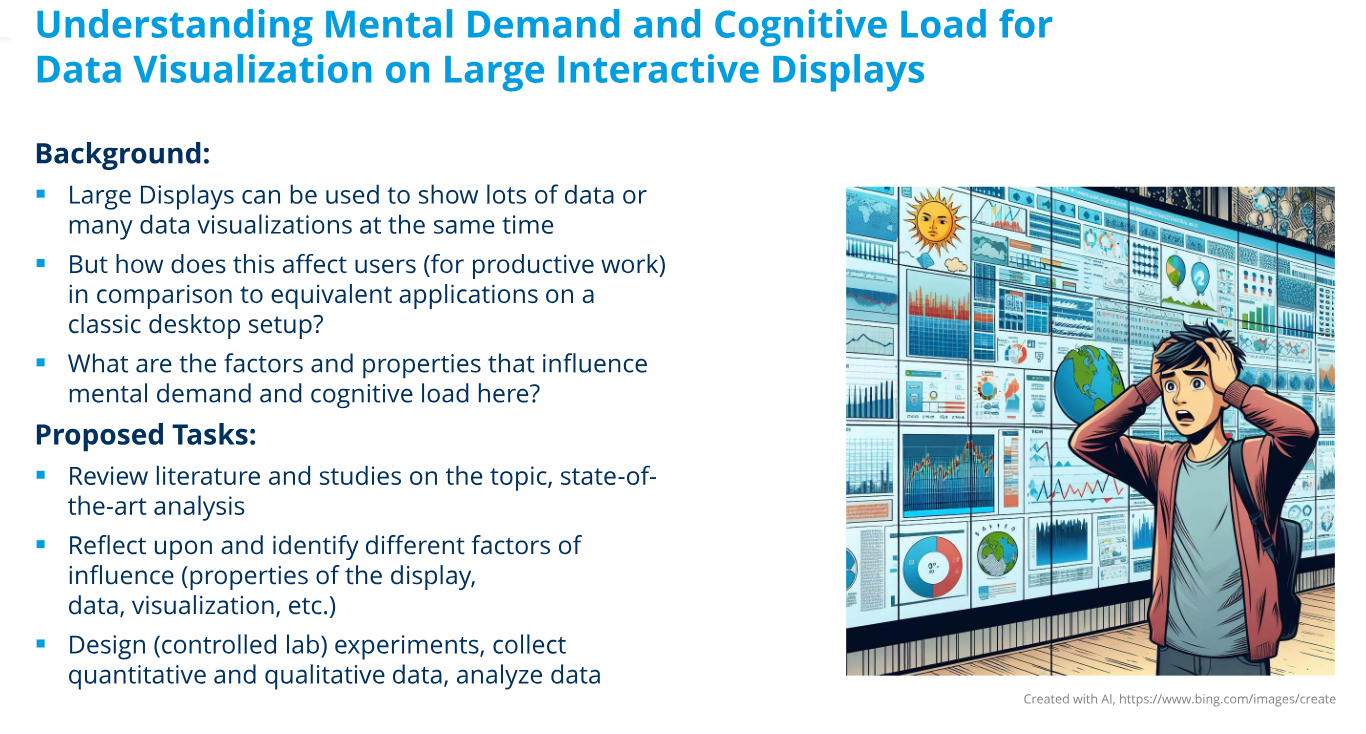 Understanding Mental Demand and Cognitive Load for
Data Visualization on Large Interactive Displays
Background:
▪ Large Displays can be used to show lots of data or
many data visualizations at the same time
▪ But how does this affect users (for productive work)
in comparison to equivalent applications on a
classic desktop setup?
▪ What are the factors and properties that influence
mental demand and cognitive load here?
Proposed Tasks:
▪ Review literature and studies on the topic, state-of-
the-art analysis
▪ Reflect upon and identify different factors of
influence (properties of the display,
data, visualization, etc.)
▪ Design (controlled lab) experiments, collect
quantitative and qualitative data, analyze data
Created with AI, https://www.bing.com/images/create